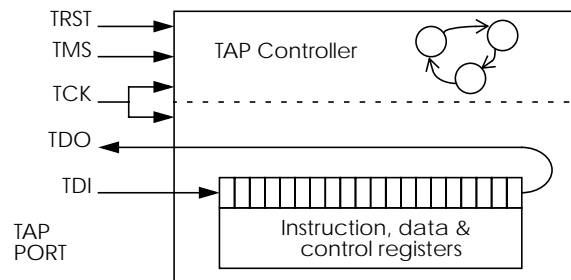 TRST
TMS
TAP Controller
TCK
TDO
TDI
Instruction, data &
control registers
TAP
PORT